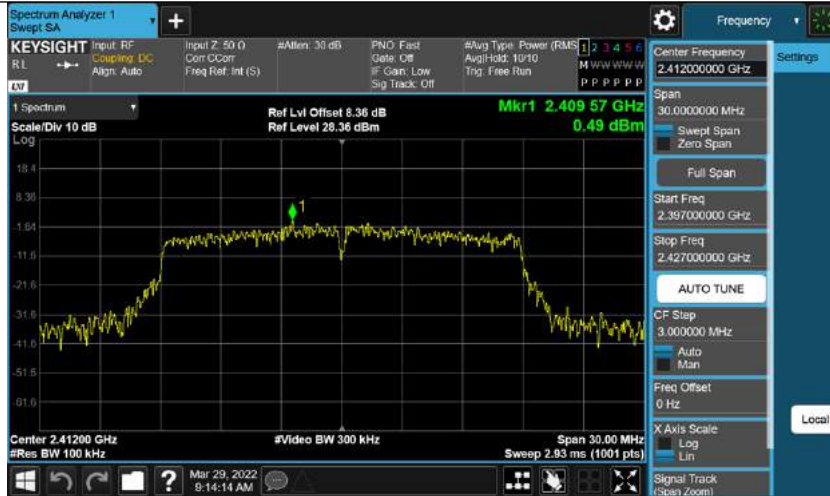 Spectrum Analyzer 1
Swept SA
+
Frequency
KEYSIGHT
RL
LXI
Input: RF
Coupling: DC
Align: Auto
Input Z: 50 Ω
Corr CCorr
Freq Ref: Int (S)
#Atten: 30 dB
PNO: Fast
Gate: Off
IF Gain: Low
Sig Track: Off
#Avg Type: Power (RMS
Avg|Hold: 10/10
Trig: Free Run
1 2 3 4 5 6
M W W W W W
P P P P P P
1 Spectrum
Scale/Div 10 dB
Log
Ref Lvl Offset 8.36 dB
Ref Level 28.36 dBm
Mkr1 2.409 57 GHz
0.49 dBm
18.4
8.36
-1.64
-11.6
-21.6
-31.6
-41.6
-51.6
-61.6
1
Center 2.41200 GHz
#Res BW 100 kHz
#Video BW 300 kHz
Span 30.00 MHz
Sweep 2.93 ms (1001 pts)
Center Frequency
2.412000000 GHz
Span
30.0000000 MHz
Swept Span
Zero Span
Full Span
Start Freq
2.397000000 GHz
Stop Freq
2.427000000 GHz
AUTO TUNE
CF Step
3.000000 MHz
Auto
Man
Freq Offset
0 Hz
X Axis Scale
Log
Lin
Signal Track
(Span Zoom)
Settings
Local
?
Mar 29, 2022
9:14:14 AM